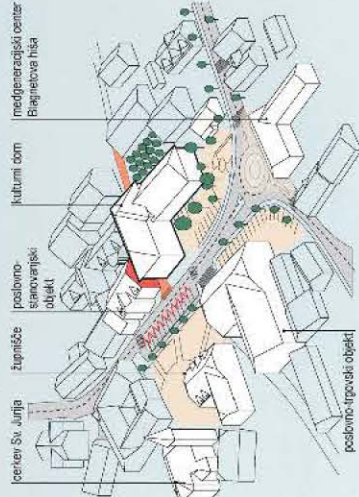 cerkev Sv. Jurija
župnišče
poslovno-
stanovanjski
objekt
kulturni dom
medgeneracijski center
Blagnetova hiša
poslovno-trgovski objekt